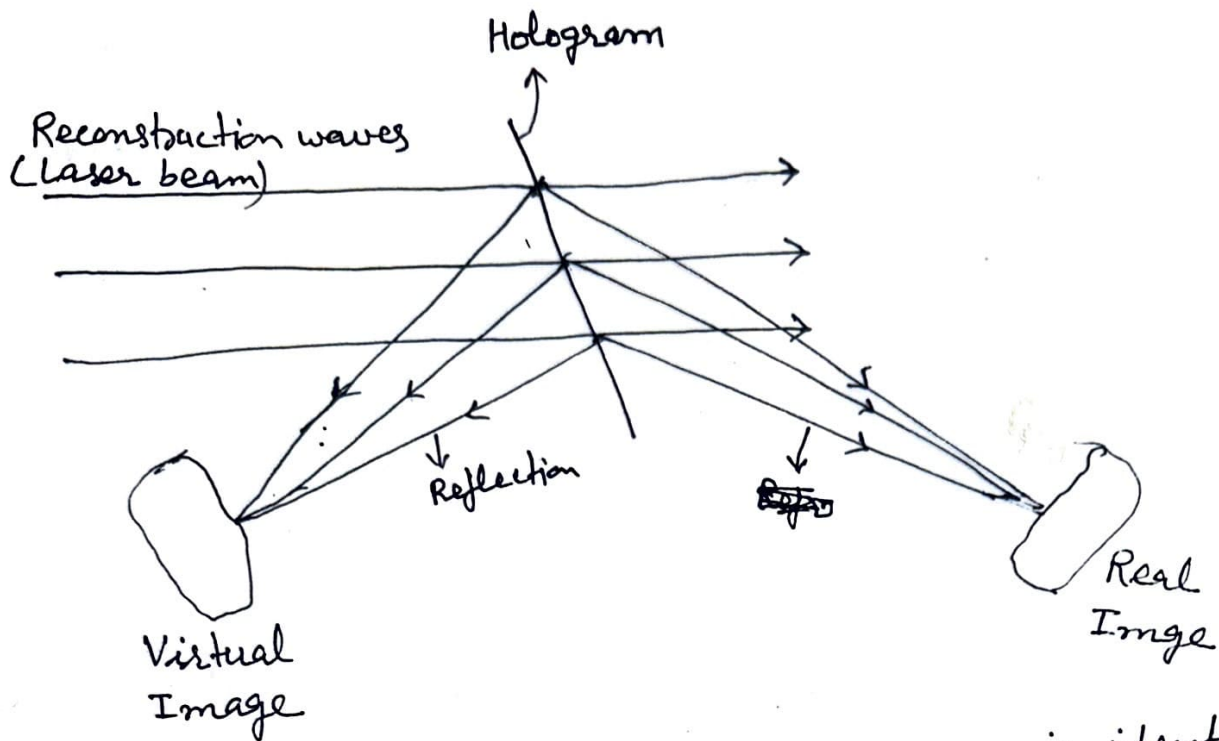 Hologram
Reconstruction waves
(Laser beam)
Reflection
Virtual
Image
Real
Imge